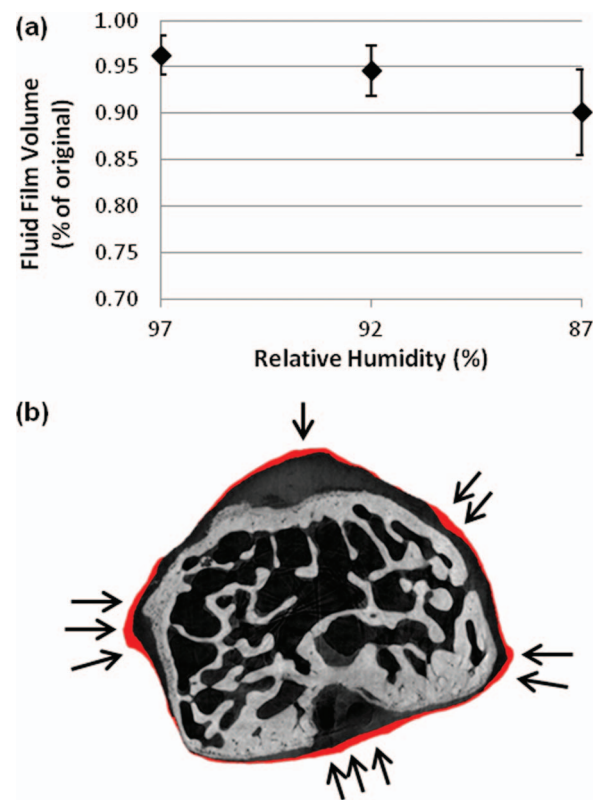 (a)
1.00
0.95
0.90
0.85
0.80
0.75
0.70
Fluid Film Volume
(% of original)
97
92
87
Relative Humidity (%)
(b)